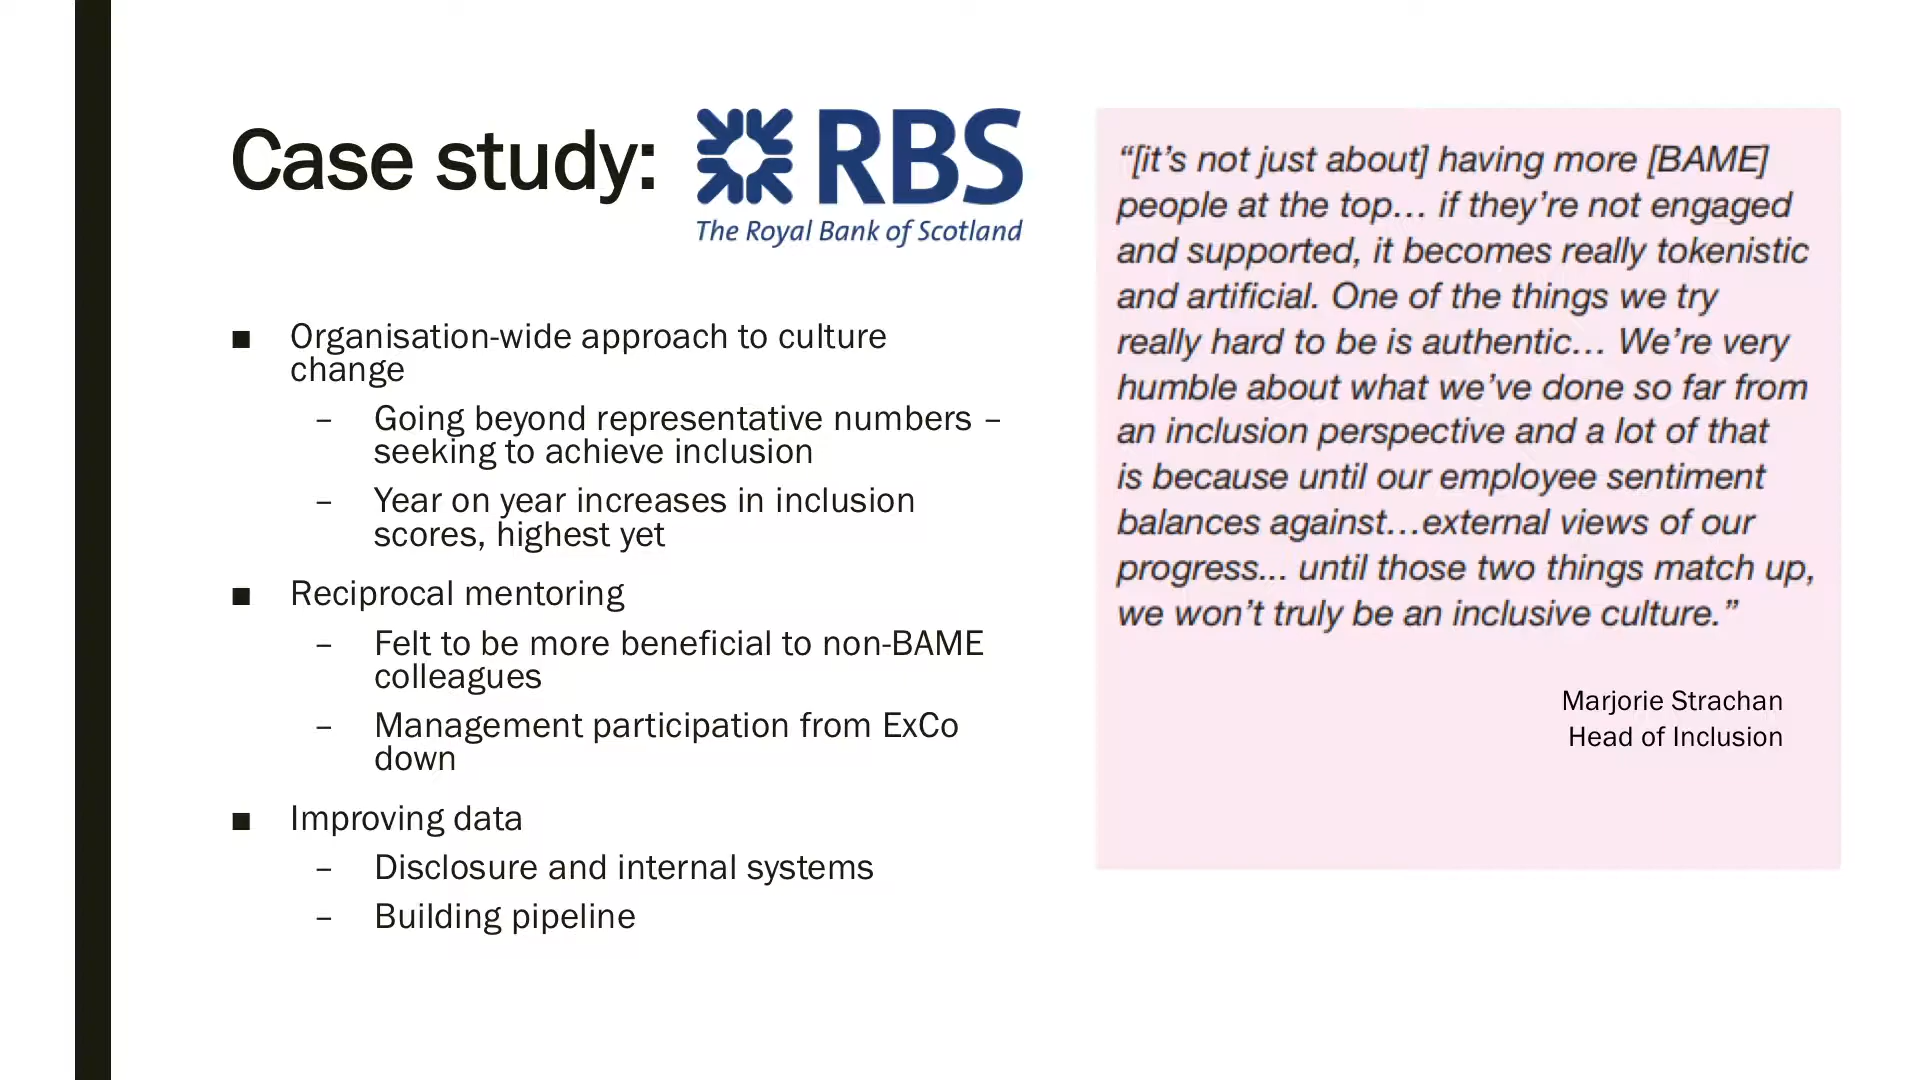 Case study:
RBS
The Royal Bank of Scotland
■ Organisation-wide approach to culture
change
– Going beyond representative numbers –
seeking to achieve inclusion
– Year on year increases in inclusion
scores, highest yet
■ Reciprocal mentoring
– Felt to be more beneficial to non-BAME
colleagues
– Management participation from ExCo
down
■ Improving data
– Disclosure and internal systems
– Building pipeline
“[it’s not just about] having more [BAME]
people at the top… if they’re not engaged
and supported, it becomes really tokenistic
and artificial. One of the things we try
really hard to be is authentic… We’re very
humble about what we’ve done so far from
an inclusion perspective and a lot of that
is because until our employee sentiment
balances against…external views of our
progress... until those two things match up,
we won’t truly be an inclusive culture.”
Marjorie Strachan
Head of Inclusion